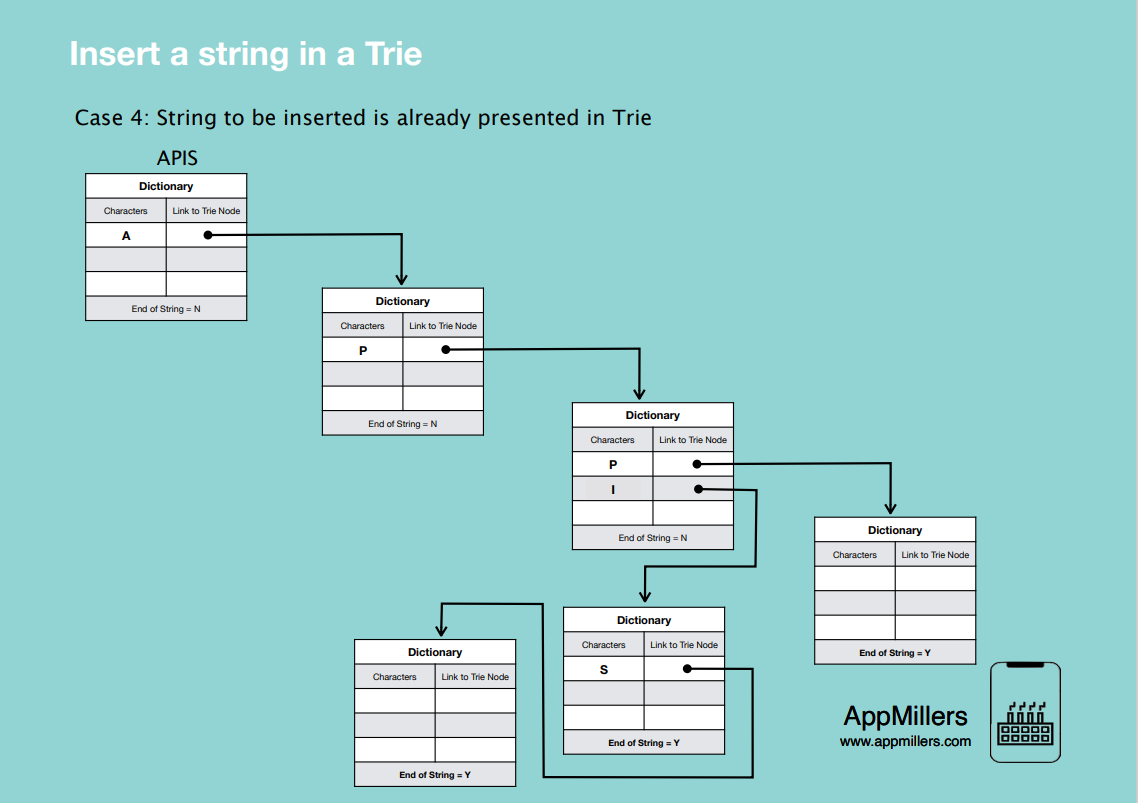 Insert a string in a Trie
Case 4: String to be inserted is already presented in Trie
APIS
Dictionary
Characters Link to Trie Node
A
End of String = N
Dictionary
Characters Link to Trie Node
P
End of String = N
Dictionary
Characters Link to Trie Node
P
I
End of String = N
Dictionary
Characters Link to Trie Node
End of String = Y
Dictionary
Characters Link to Trie Node
S
End of String = Y
Dictionary
Characters Link to Trie Node
End of String = Y
AppMillers
www.appmillers.com